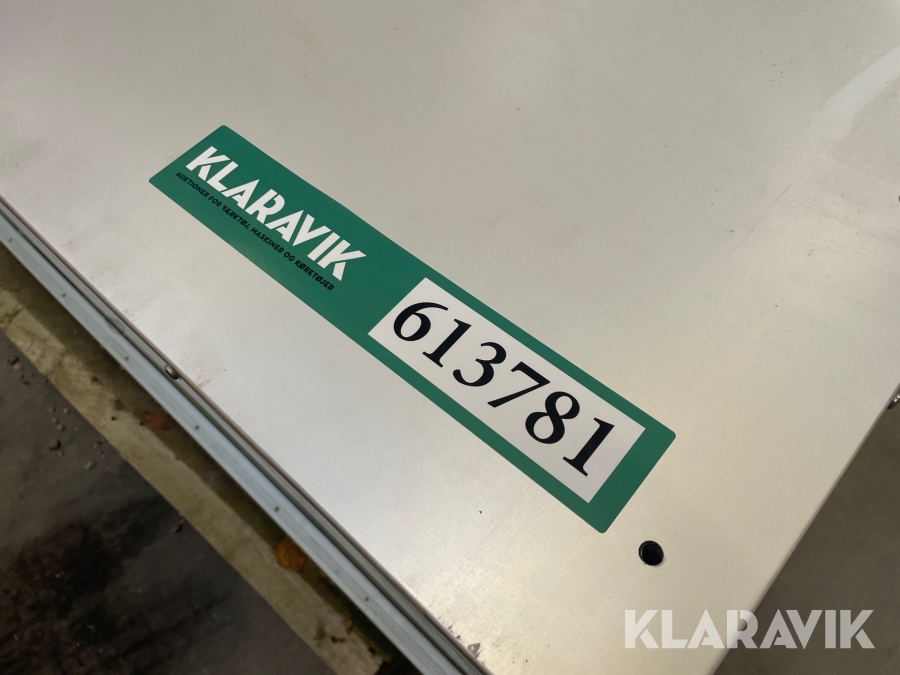 KLARAVIK
AUKTIONER FOR VÆRKTØJ, MASKINER OG KØRETØJER
613781
KLARAVIK